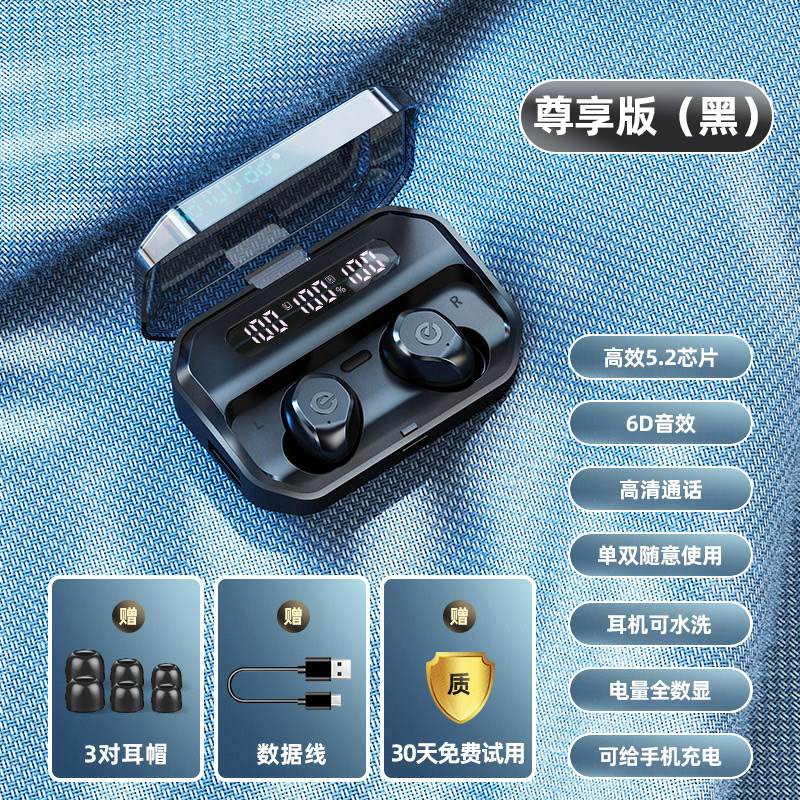 尊享版（黑）
100 100% 100
L
R
L
R
高效5.2芯片
6D音效
高清通话
单双随意使用
耳机可水洗
电量全数显
可给手机充电
赠
赠
赠
质
3对耳帽
数据线
30天免费试用